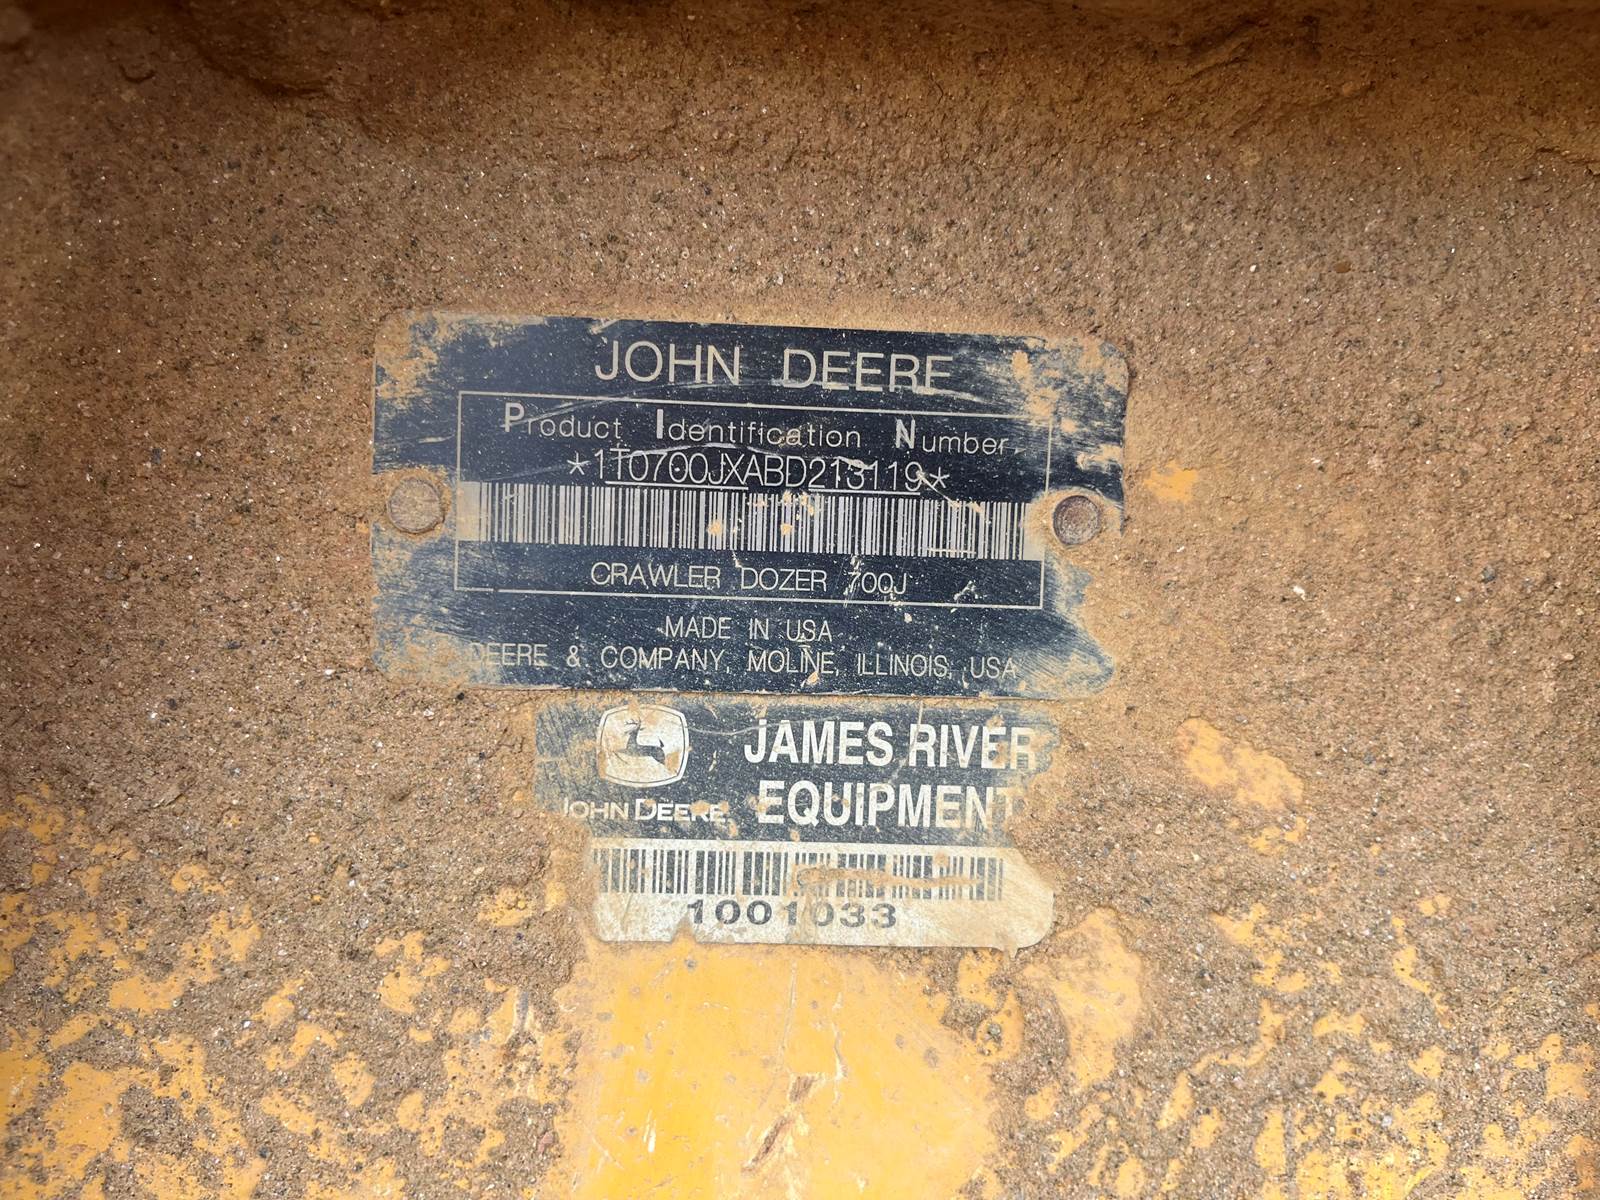 JOHN DEERE
Product Identification Number
*1T0700JXABD213119*
CRAWLER DOZER 700J
MADE IN USA
DEERE & COMPANY, MOLINE, ILLINOIS, USA
JAMES RIVER
EQUIPMENT
JOHN DEERE
1001033